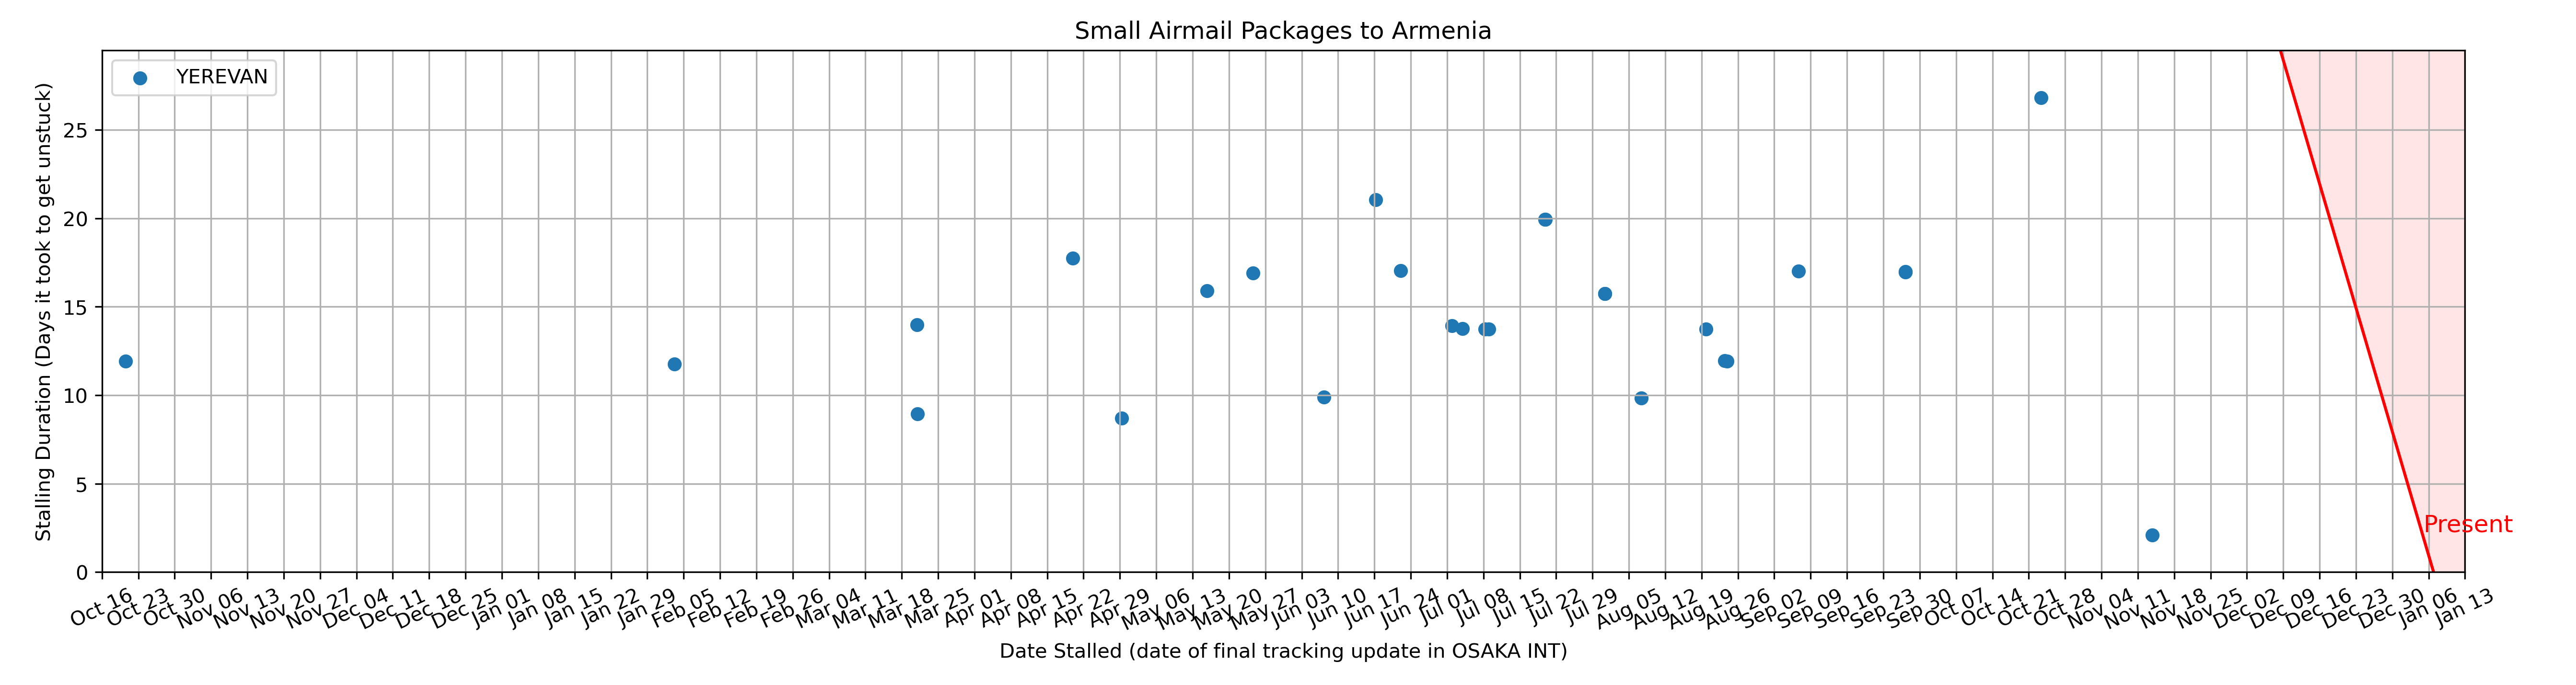 Small Airmail Packages to Armenia
YEREVAN
Stalling Duration (Days it took to get unstuck)
25
20
15
10
5
0
Present
Oct 16
Oct 23
Oct 30
Nov 06
Nov 13
Nov 20
Nov 27
Dec 04
Dec 11
Dec 18
Dec 25
Jan 01
Jan 08
Jan 15
Jan 22
Jan 29
Feb 05
Feb 12
Feb 19
Feb 26
Mar 04
Mar 11
Mar 18
Mar 25
Apr 01
Apr 08
Apr 15
Apr 22
Apr 29
May 06
May 13
May 20
May 27
Jun 03
Jun 10
Jun 17
Jun 24
Jul 01
Jul 08
Jul 15
Jul 22
Jul 29
Aug 05
Aug 12
Aug 19
Aug 26
Sep 02
Sep 09
Sep 16
Sep 23
Sep 30
Oct 07
Oct 14
Oct 21
Oct 28
Nov 04
Nov 11
Nov 18
Nov 25
Dec 02
Dec 09
Dec 16
Dec 23
Dec 30
Jan 06
Jan 13
Date Stalled (date of final tracking update in OSAKA INT)